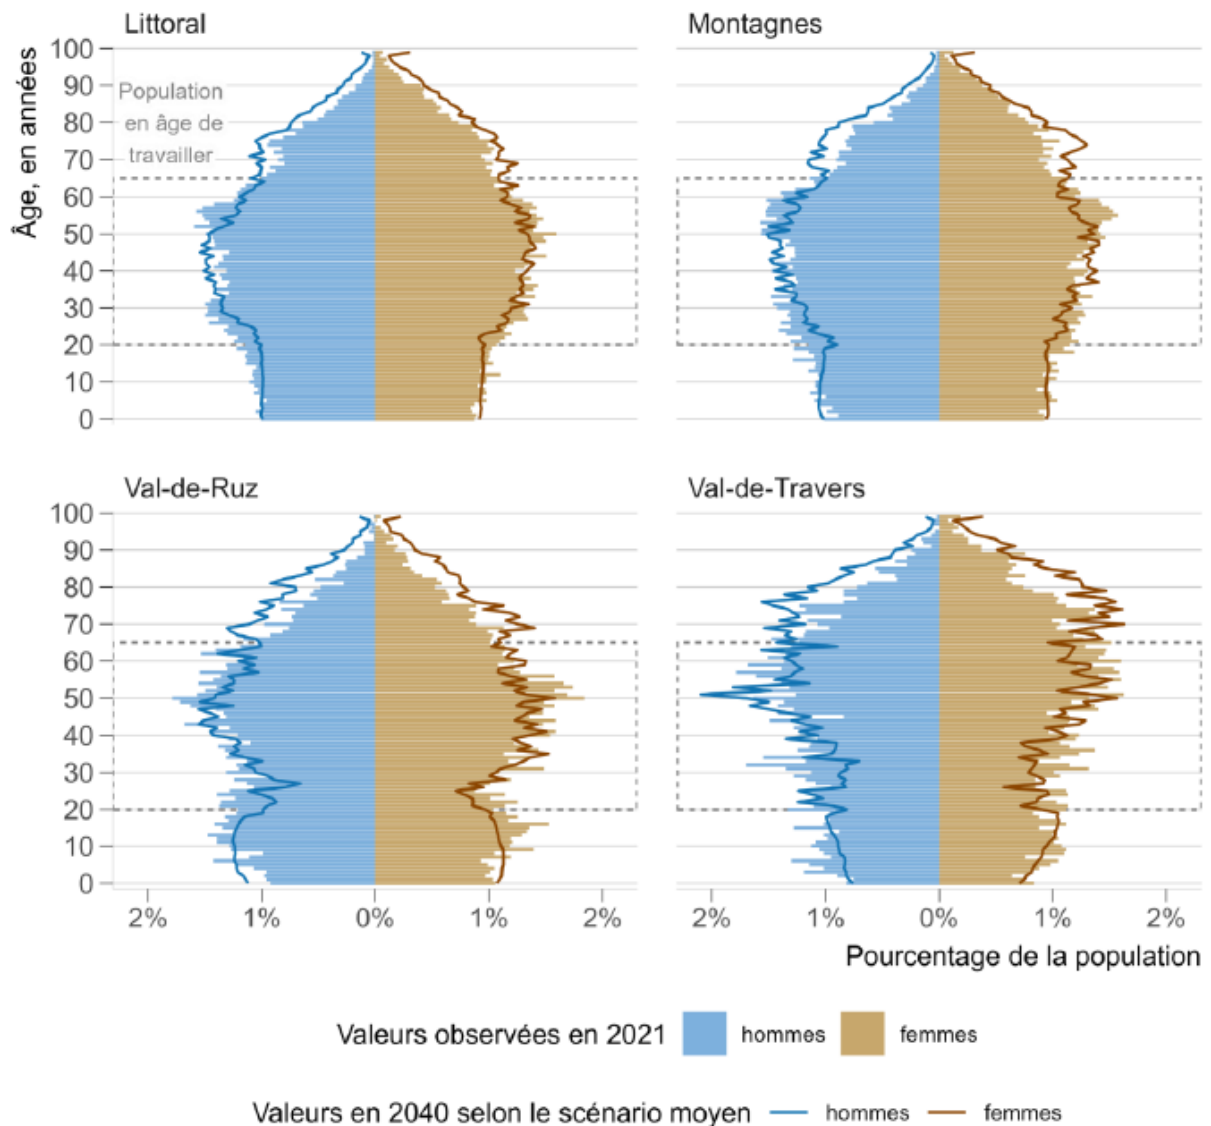 Littoral
Montagnes
Âge, en années
100
90
80
70
60
50
40
30
20
10
0
Population
en âge de
travailler
Val-de-Ruz
Val-de-Travers
100
90
80
70
60
50
40
30
20
10
0
2% 1% 0% 1% 2%
2% 1% 0% 1% 2%
Pourcentage de la population
Valeurs observées en 2021 hommes femmes
Valeurs en 2040 selon le scénario moyen hommes femmes